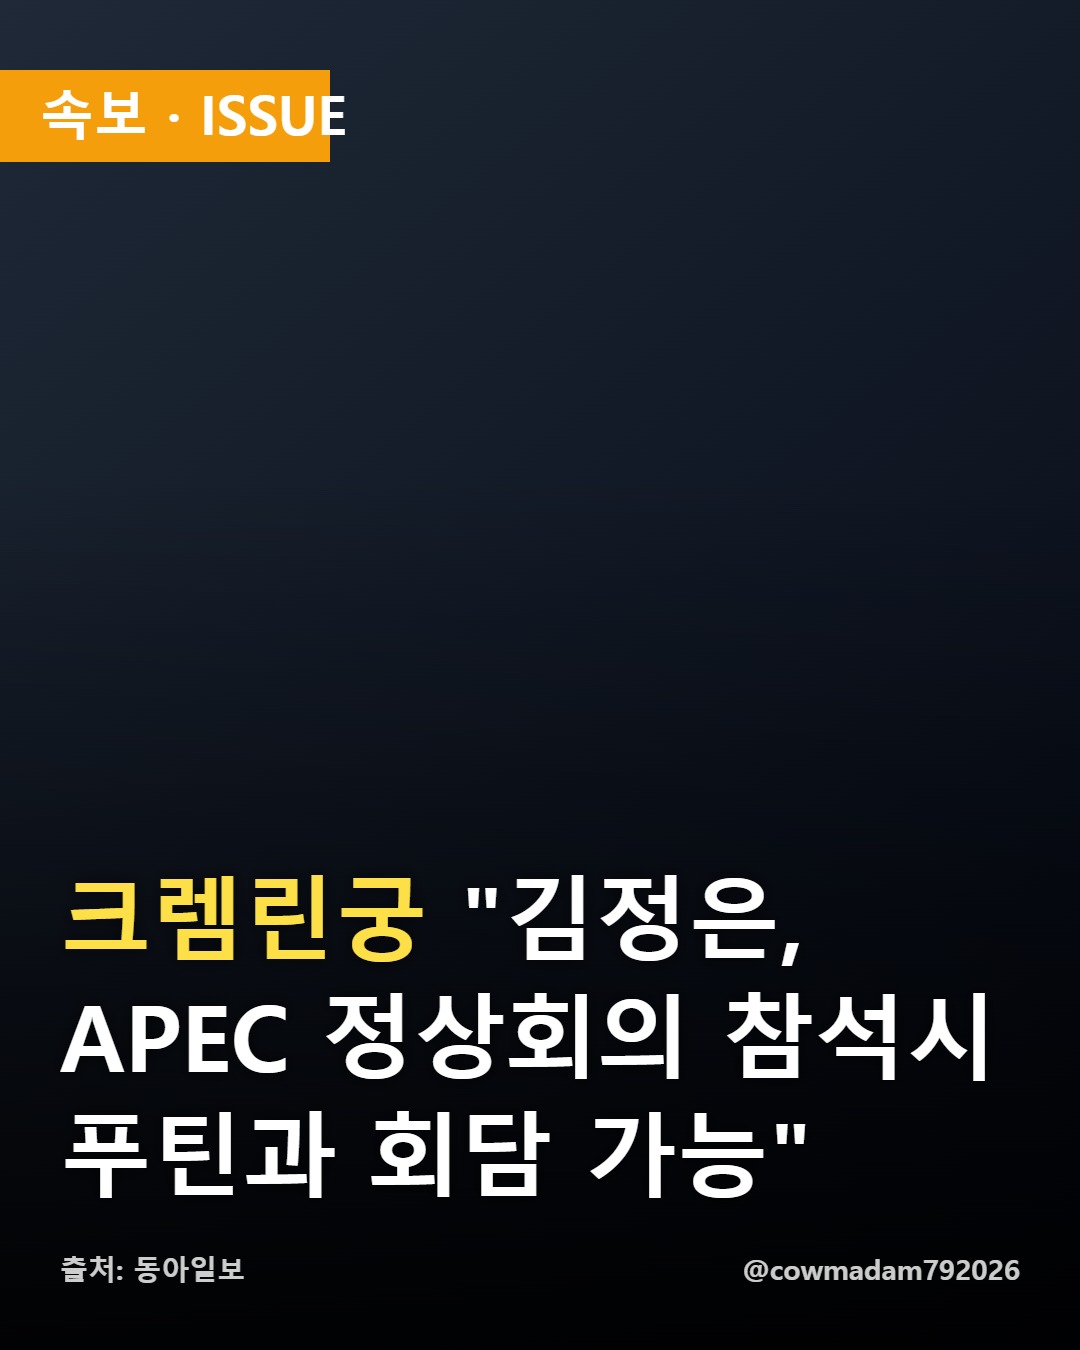 속보 · ISSUE
크렘린궁 "김정은,
APEC 정상회의 참석시
푸틴과 회담 가능"
출처: 동아일보
@cowmadam792026